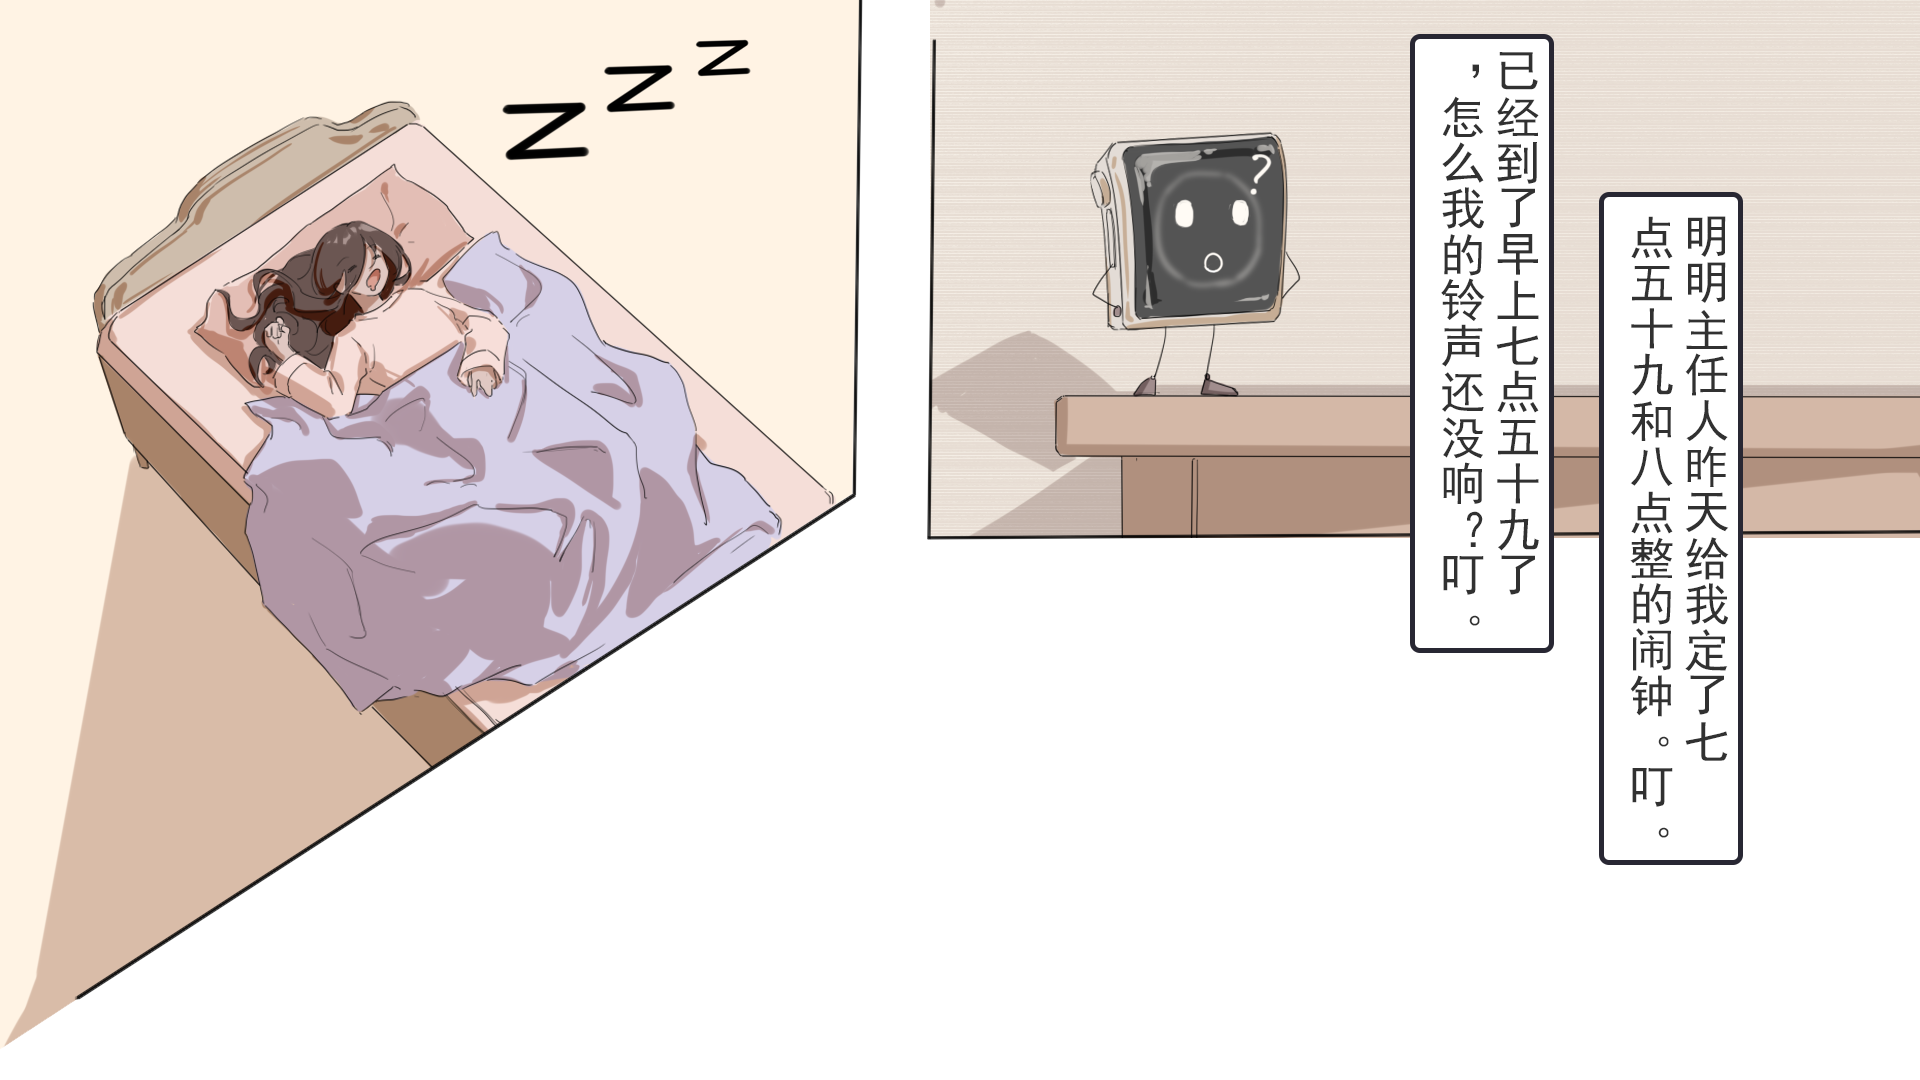 Z Z Z
?
已经到了早上七点五十九了
，怎么我的铃声还没响？叮。
明明主任人昨天给我定了七
点五十九和八点整的闹钟。叮。